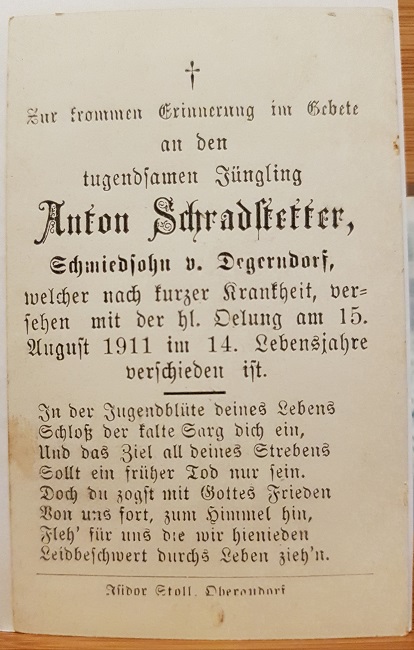 †
Zur frommen Erinnerung im Gebete
an den
tugendsamen Jüngling
Anton Schradstetter,
Schmiedsohn v. Degerndorf,
welcher nach kurzer Krankheit, ver=
sehen mit der hl. Oelung am 15.
August 1911 im 14. Lebensjahre
verschieden ist.
In der Jugendblüte deines Lebens
Schloß der kalte Sarg dich ein,
Und das Ziel all deines Strebens
Sollt ein früher Tod nur sein.
Doch du zogst mit Gottes Frieden
Von uns fort, zum Himmel hin,
Fleh' für uns die wir hienieden
Leidbeschwert durchs Leben zieh'n.
Isidor Stoll, Oberaudorf